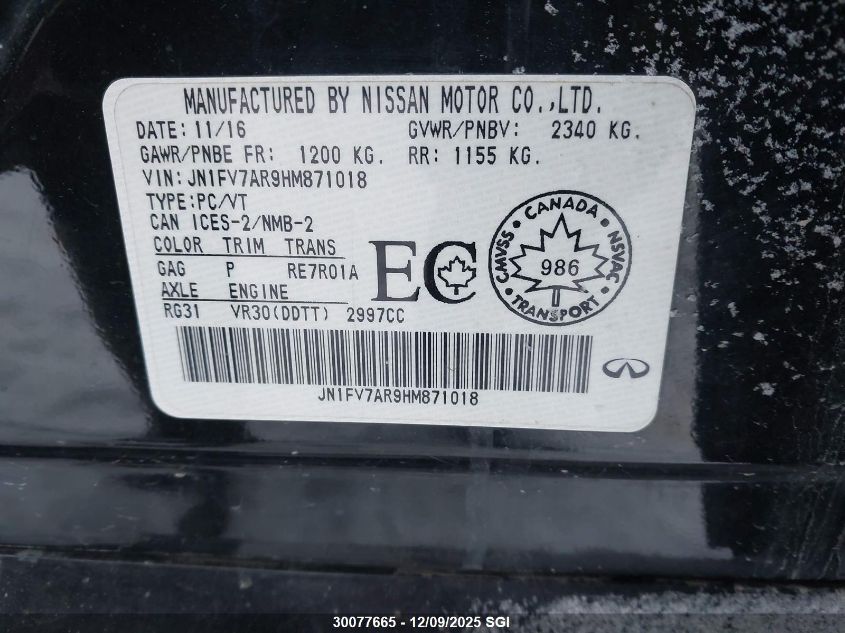 MANUFACTURED BY NISSAN MOTOR CO.,LTD.
DATE: 11/16 GVWR/PNBV: 2340 KG.
GAWR/PNBE FR: 1200 KG. RR: 1155 KG.
VIN:JN1FV7AR9HM871018
TYPE:PC/VT
CAN ICES-2/NMB-2
COLOR TRIM TRANS
GAG P RE7R01A
AXLE ENGINE
RG31 VR30(DDTT) 2997CC
EC
CANADA
CMVSS
NSVAC
986
TRANSPORT
JN1FV7AR9HM871018
30077665 - 12/09/2025 SGI